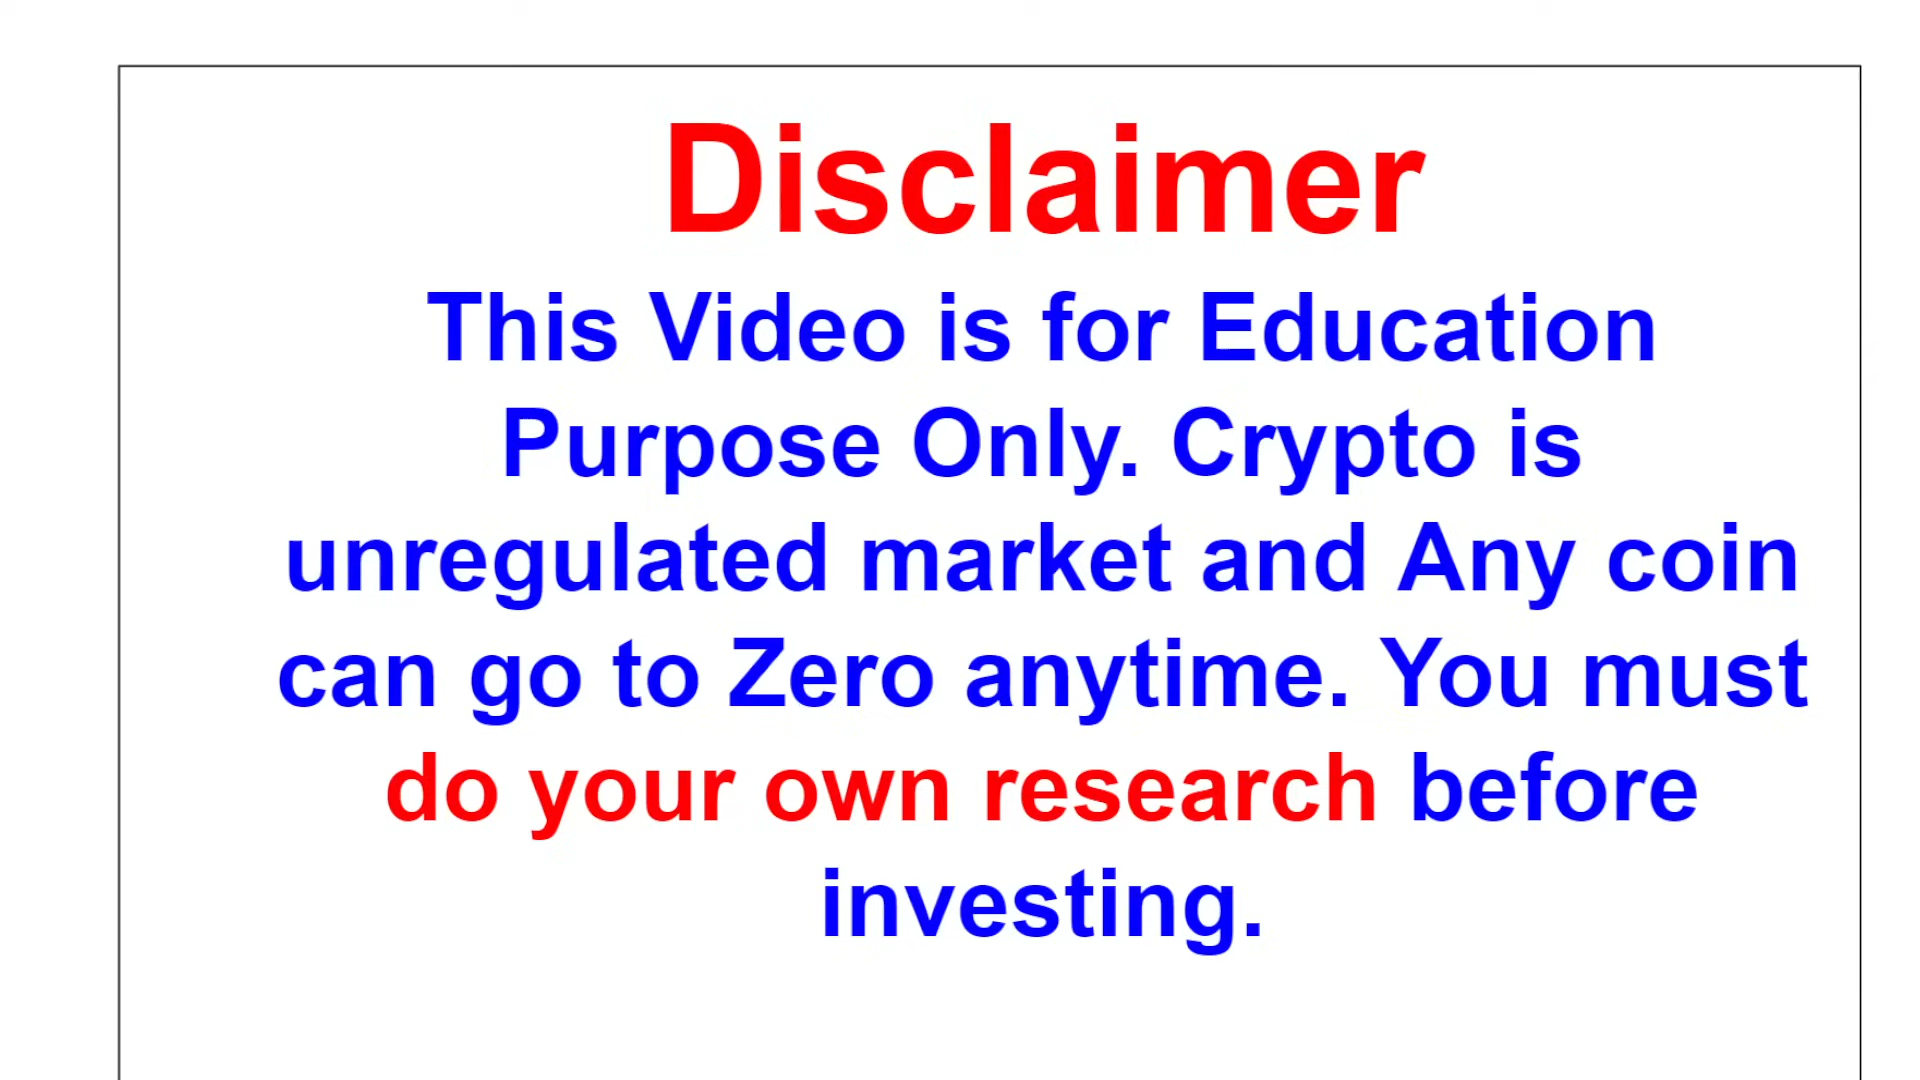 Disclaimer
This Video is for Education
Purpose Only. Crypto is
unregulated market and Any coin
can go to Zero anytime. You must
do your own research before
investing.